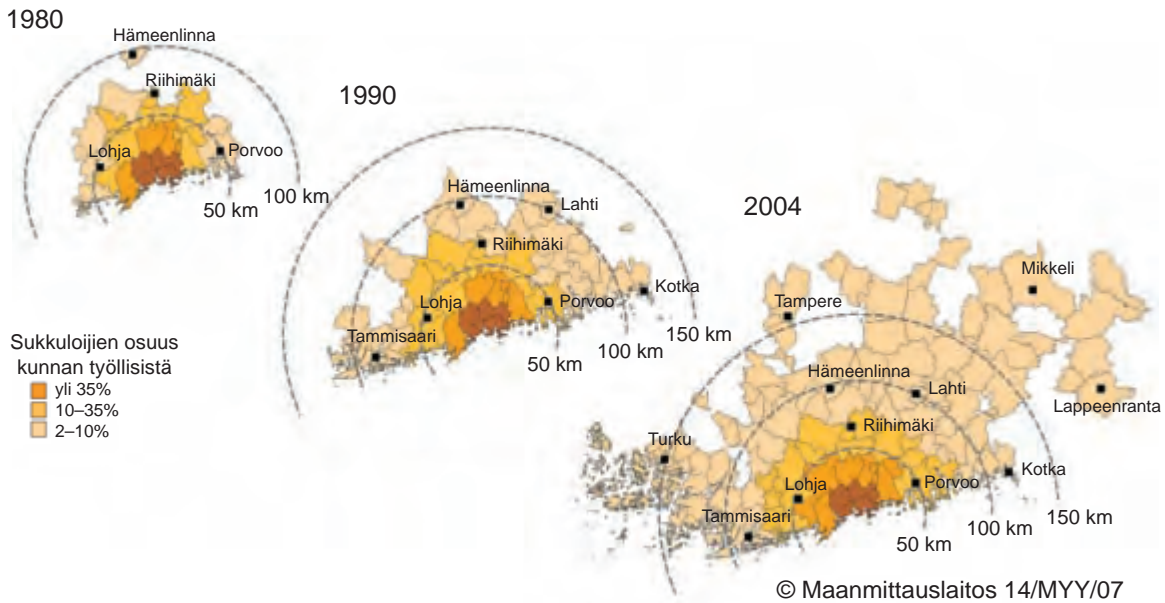 1980
Hämeenlinna
Riihimäki
Lohja
Porvoo
50 km
100 km
1990
Hämeenlinna
Lahti
Riihimäki
Lohja
Porvoo
Kotka
Tammisaari
50 km
100 km
150 km
2004
Mikkeli
Tampere
Hämeenlinna
Lahti
Lappeenranta
Riihimäki
Turku
Kotka
Lohja
Porvoo
Tammisaari
50 km
100 km
150 km
Sukkuloijien osuus
kunnan työllisistä
yli 35%
10–35%
2–10%
© Maanmittauslaitos 14/MYY/07